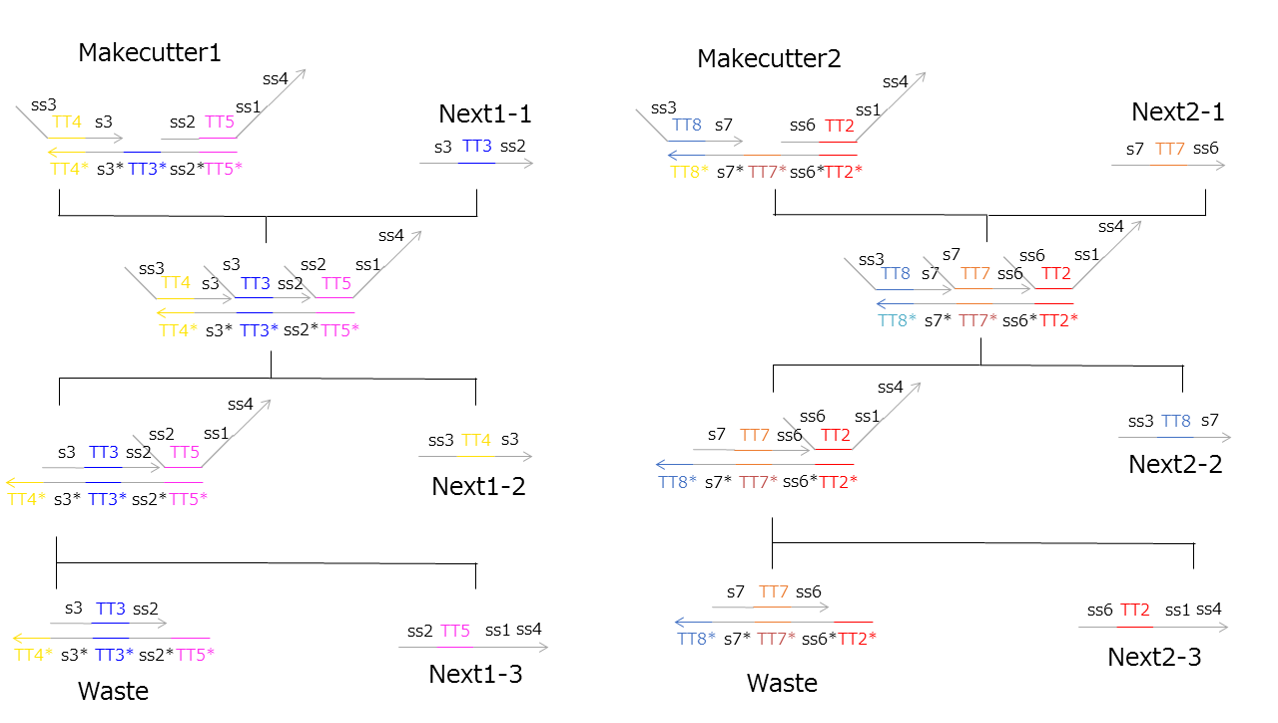 Makecutter1
ss3 TT4 s3 ss2 TT5 ss1 ss4
TT4* s3* TT3* ss2* TT5*
Next1-1
s3 TT3 ss2
ss3 TT4 s3 s3 TT3 ss2 ss2 TT5 ss1 ss4
TT4* s3* TT3* ss2* TT5*
s3 TT3 ss2 ss2 TT5 ss1 ss4
TT4* s3* TT3* ss2* TT5*
ss3 TT4 s3
Next1-2
s3 TT3 ss2
TT4* s3* TT3* ss2* TT5*
Waste
ss2 TT5 ss1 ss4
Next1-3
Makecutter2
ss3 TT8 s7 ss6 TT2 ss1 ss4
TT8* s7* TT7* ss6* TT2*
Next2-1
s7 TT7 ss6
ss3 TT8 s7 s7 TT7 ss6 ss6 TT2 ss1 ss4
TT8* s7* TT7* ss6* TT2*
s7 TT7 ss6 ss6 TT2 ss1 ss4
TT8* s7* TT7* ss6* TT2*
ss3 TT8 s7
Next2-2
s7 TT7 ss6
TT8* s7* TT7* ss6* TT2*
Waste
ss6 TT2 ss1 ss4
Next2-3